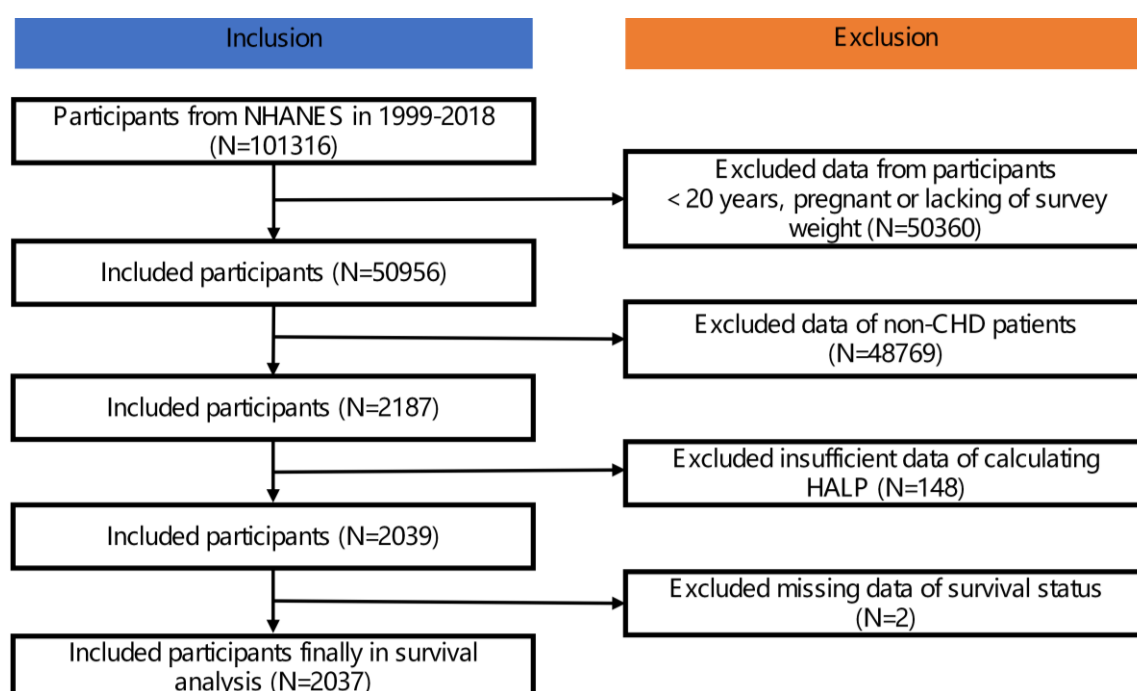 Inclusion
Exclusion
Participants from NHANES in 1999-2018
(N=101316)
Excluded data from participants
< 20 years, pregnant or lacking of survey
weight (N=50360)
Included participants (N=50956)
Excluded data of non-CHD patients
(N=48769)
Included participants (N=2187)
Excluded insufficient data of calculating
HALP (N=148)
Included participants (N=2039)
Excluded missing data of survival status
(N=2)
Included participants finally in survival
analysis (N=2037)